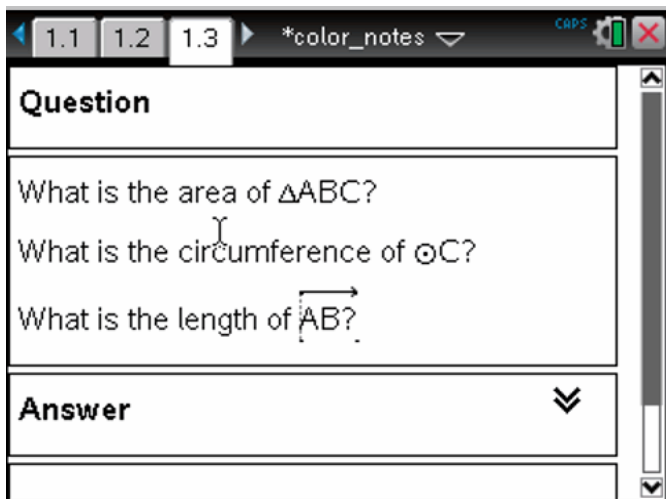 1.1 1.2 1.3 *color_notes CAPS
Question
What is the area of △ABC?
What is the circumference of ⊙C?
What is the length of AB?
Answer